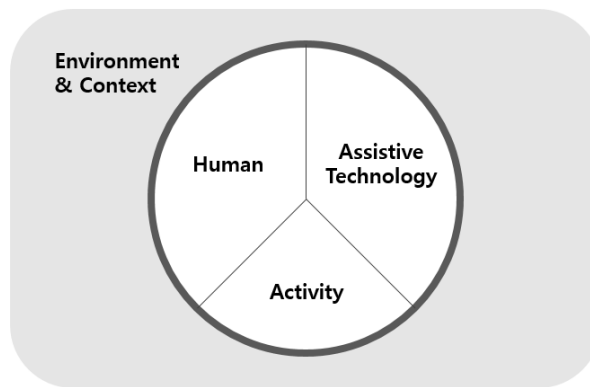 Environment
& Context
Human
Assistive
Technology
Activity